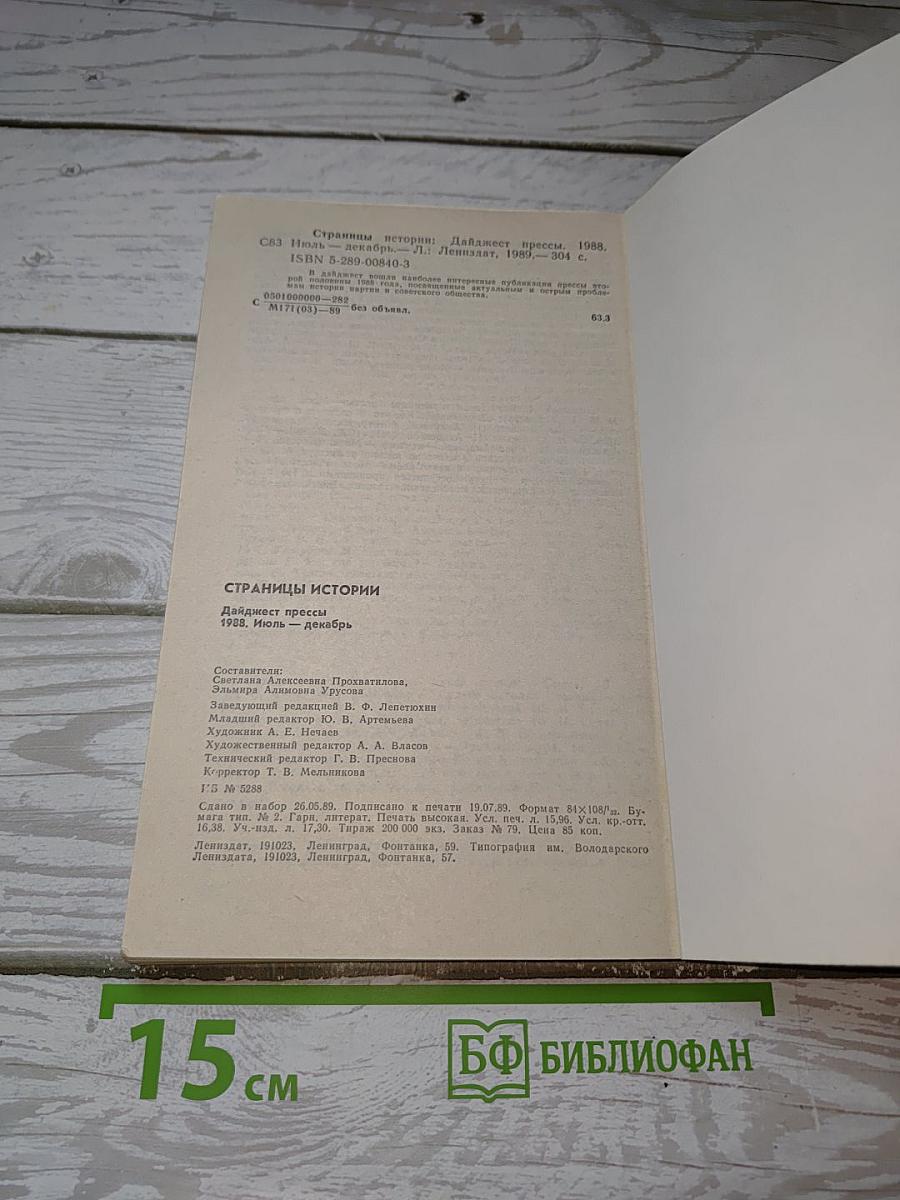 Страницы истории: Дайджест прессы. 1988.
С83 Июль — декабрь.— Л.: Лениздат, 1989.— 304 с.
ISBN 5-289-00840-3
В дайджест вошли наиболее интересные публикации прессы вто-
рой половины 1988 года, посвященные актуальным и острым пробле-
мам истории партии и советского общества.
С 0501000000—282
М171(03)—89 без объявл.
63.3
СТРАНИЦЫ ИСТОРИИ
Дайджест прессы
1988. Июль — декабрь
Составители:
Светлана Алексеевна Прохватилова,
Эльмира Алимовна Урусова
Заведующий редакцией В. Ф. Лепетюхин
Младший редактор Ю. В. Артемьева
Художник А. Е. Нечаев
Художественный редактор А. А. Власов
Технический редактор Г. В. Преснова
Корректор Т. В. Мельникова
ИБ № 5288
Сдано в набор 26.05.89. Подписано к печати 19.07.89. Формат 84×108/32. Бу-
мага тип. № 2. Гарн. литерат. Печать высокая. Усл. печ. л. 15,96. Усл. кр.-отт.
16,38. Уч.-изд. л. 17,30. Тираж 200 000 экз. Заказ № 79. Цена 85 коп.
Лениздат, 191023, Ленинград, Фонтанка, 59. Типография им. Володарского
Лениздата, 191023, Ленинград, Фонтанка, 57.
15 см
БФ БИБЛИОФАН